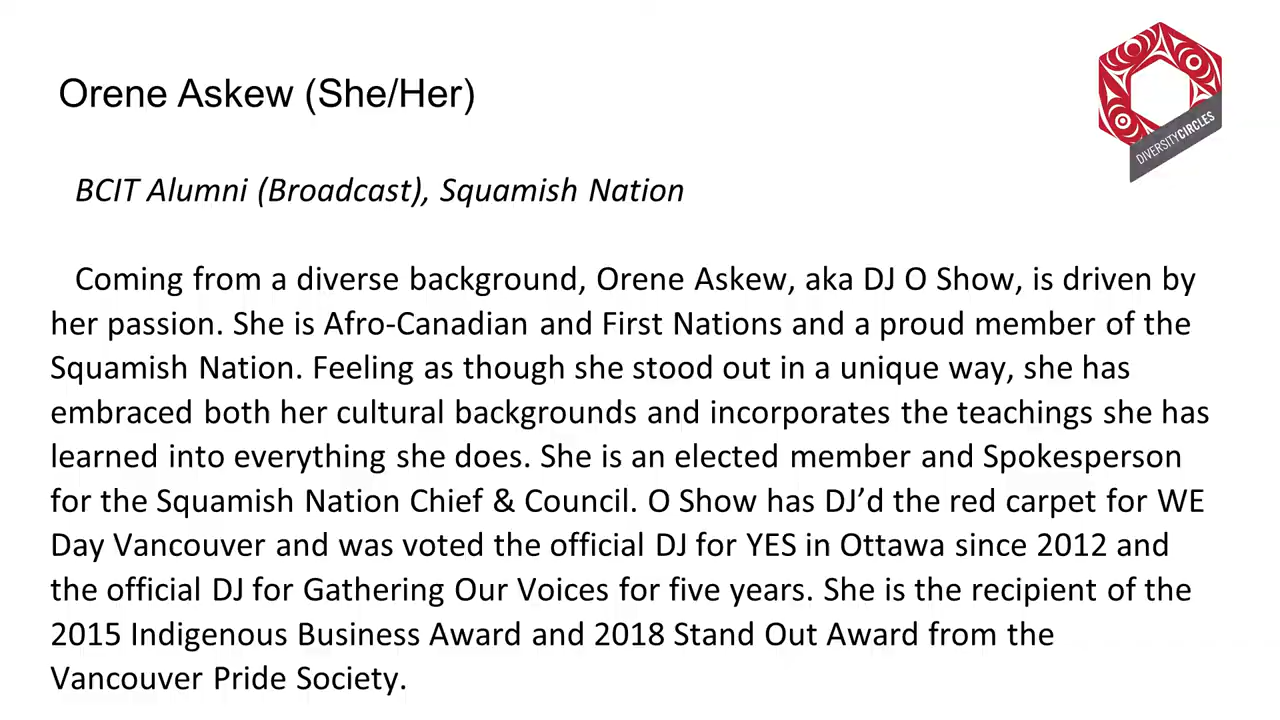 Orene Askew (She/Her)
DIVERSITYCIRCLES
BCIT Alumni (Broadcast), Squamish Nation
Coming from a diverse background, Orene Askew, aka DJ O Show, is driven by
her passion. She is Afro-Canadian and First Nations and a proud member of the
Squamish Nation. Feeling as though she stood out in a unique way, she has
embraced both her cultural backgrounds and incorporates the teachings she has
learned into everything she does. She is an elected member and Spokesperson
for the Squamish Nation Chief & Council. O Show has DJ’d the red carpet for WE
Day Vancouver and was voted the official DJ for YES in Ottawa since 2012 and
the official DJ for Gathering Our Voices for five years. She is the recipient of the
2015 Indigenous Business Award and 2018 Stand Out Award from the
Vancouver Pride Society.